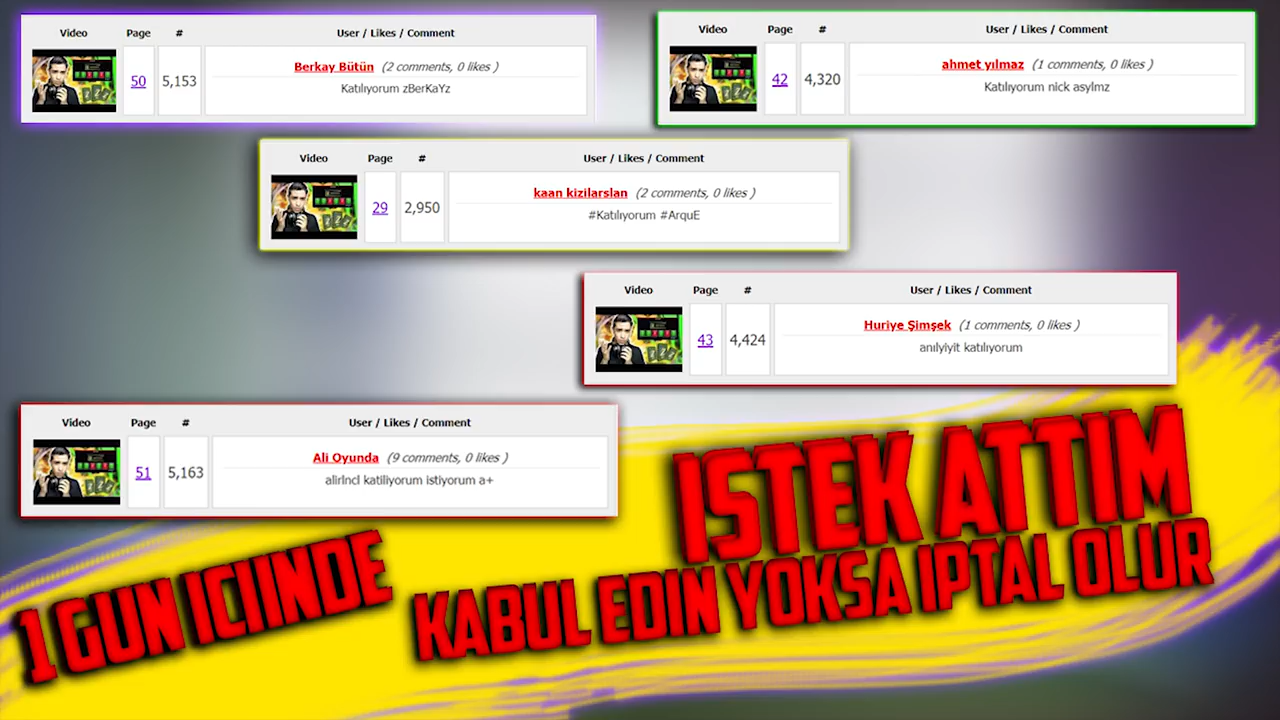 Video Page # User / Likes / Comment
50 5,153 Berkay Bütün (2 comments, 0 likes )
Katılıyorum zBerKaYz
Video Page # User / Likes / Comment
42 4,320 ahmet yılmaz (1 comments, 0 likes )
Katılıyorum nick asylmz
Video Page # User / Likes / Comment
29 2,950 kaan kizilarslan (2 comments, 0 likes )
#Katılıyorum #ArquE
Video Page # User / Likes / Comment
43 4,424 Huriye Şimşek (1 comments, 0 likes )
anılyiyit katılıyorum
Video Page # User / Likes / Comment
51 5,163 Ali Oyunda (9 comments, 0 likes )
alirlncl katiliyorum istiyorum a+
ISTEK ATTIM
1 GUN ICIINDE KABUL EDIN YOKSA IPTAL OLUR